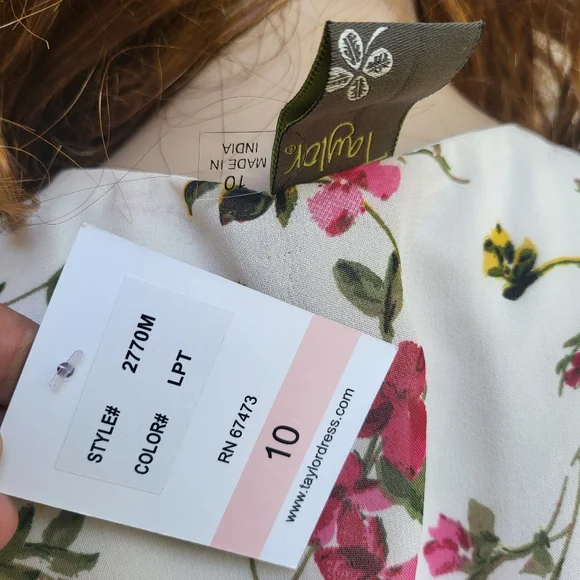 Taylor®
10
MADE IN
INDIA
STYLE# 2770M
COLOR# LPT
RN 67473
10
www.taylordress.com